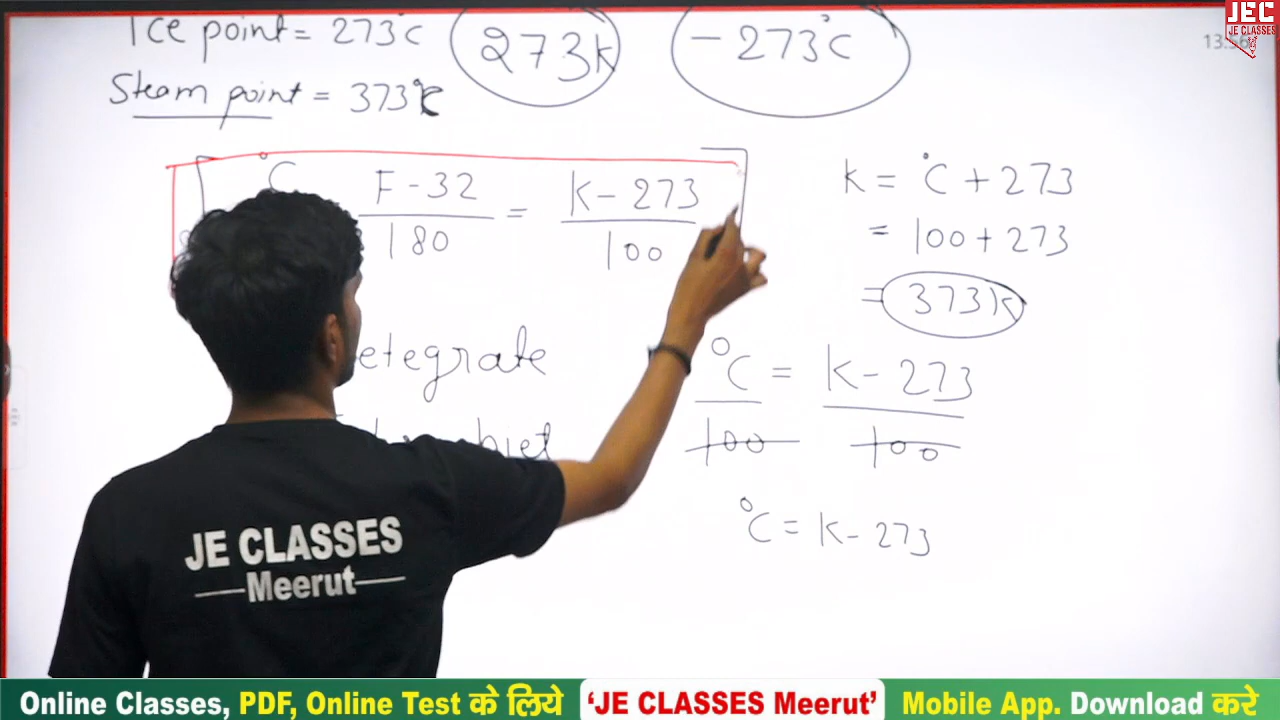 Ice point = 273°C 273K -273°C
Steam point = 373°C
°C F-32 = K-273
180 100
K = °C + 273
= 100 + 273
= 373K
etegrate
°C = K-273
100 100
°C = K-273
JE CLASSES
Meerut
JEC
JE CLASSES
Online Classes, PDF, Online Test के लिये 'JE CLASSES Meerut' Mobile App. Download करे